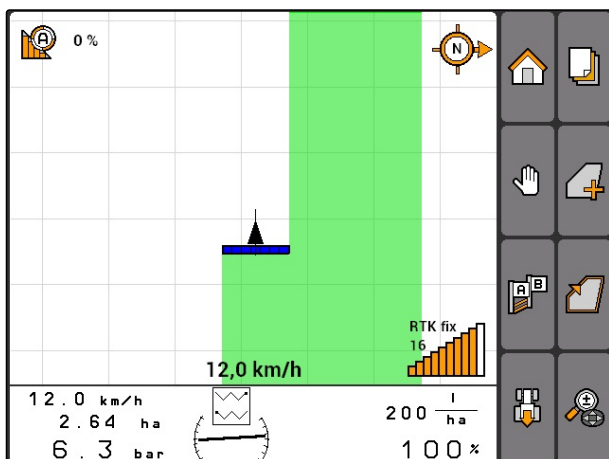 A 0 %
N
A B
RTK fix
16
12,0 km/h
12.0 km/h
2.64 ha
6.3 bar
200 l/ha
100 %